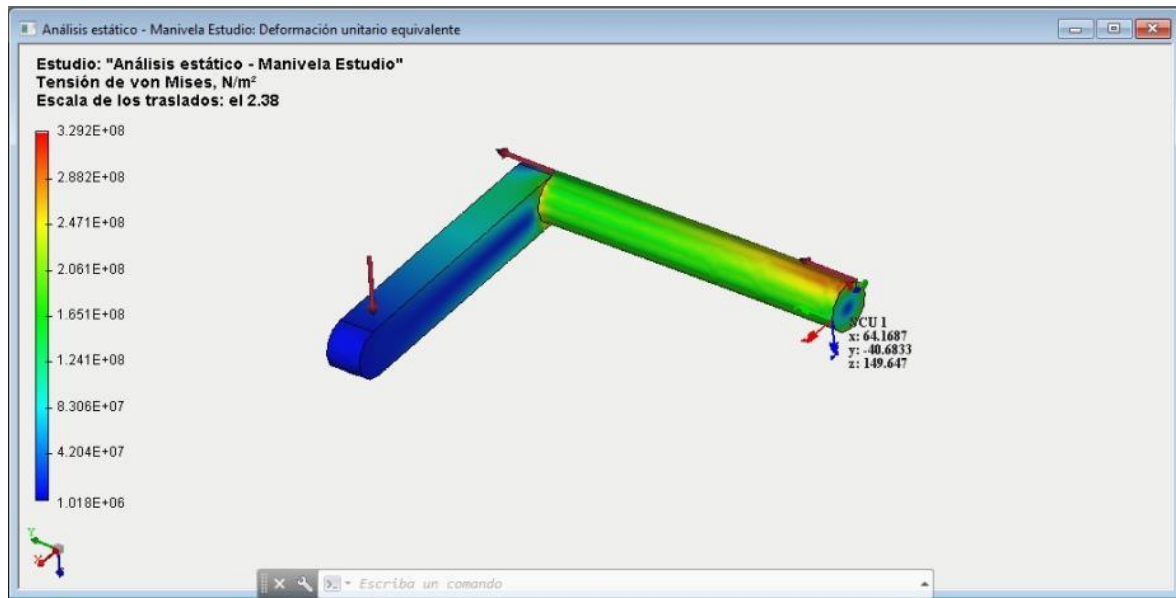 Análisis estático - Manivela Estudio: Deformación unitario equivalente
Estudio: "Análisis estático - Manivela Estudio"
Tensión de von Mises, N/m²
Escala de los traslados: el 2.38
3.292E+08
2.882E+08
2.471E+08
2.061E+08
1.651E+08
1.241E+08
8.306E+07
4.204E+07
1.018E+06
SCU 1
x: 64.1687
y: -40.6833
z: 149.647
Y
X
Escriba un comando